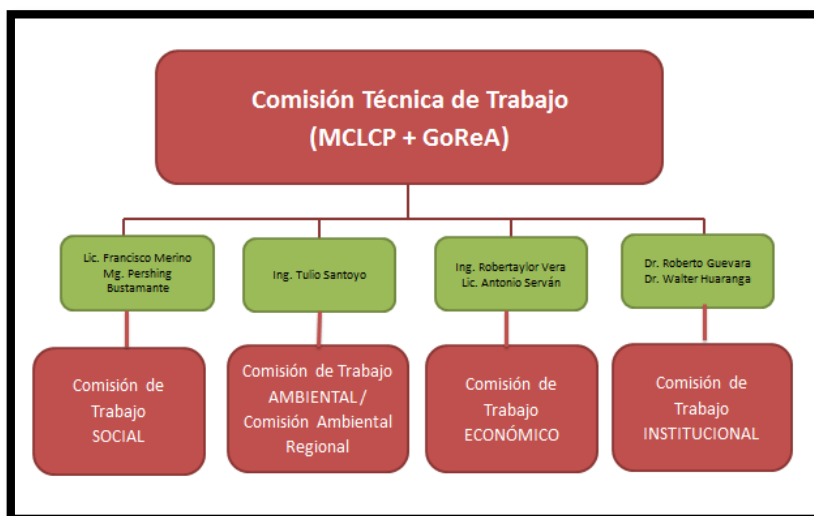 Comisión Técnica de Trabajo
(MCLCP + GoReA)
Lic. Francisco Merino
Mg. Pershing
Bustamante
Ing. Tulio Santoyo
Ing. Robertaylor Vera
Lic. Antonio Serván
Dr. Roberto Guevara
Dr. Walter Huaranga
Comisión de
Trabajo
SOCIAL
Comisión de Trabajo
AMBIENTAL /
Comisión Ambiental
Regional
Comisión de
Trabajo
ECONÓMICO
Comisión de
Trabajo
INSTITUCIONAL